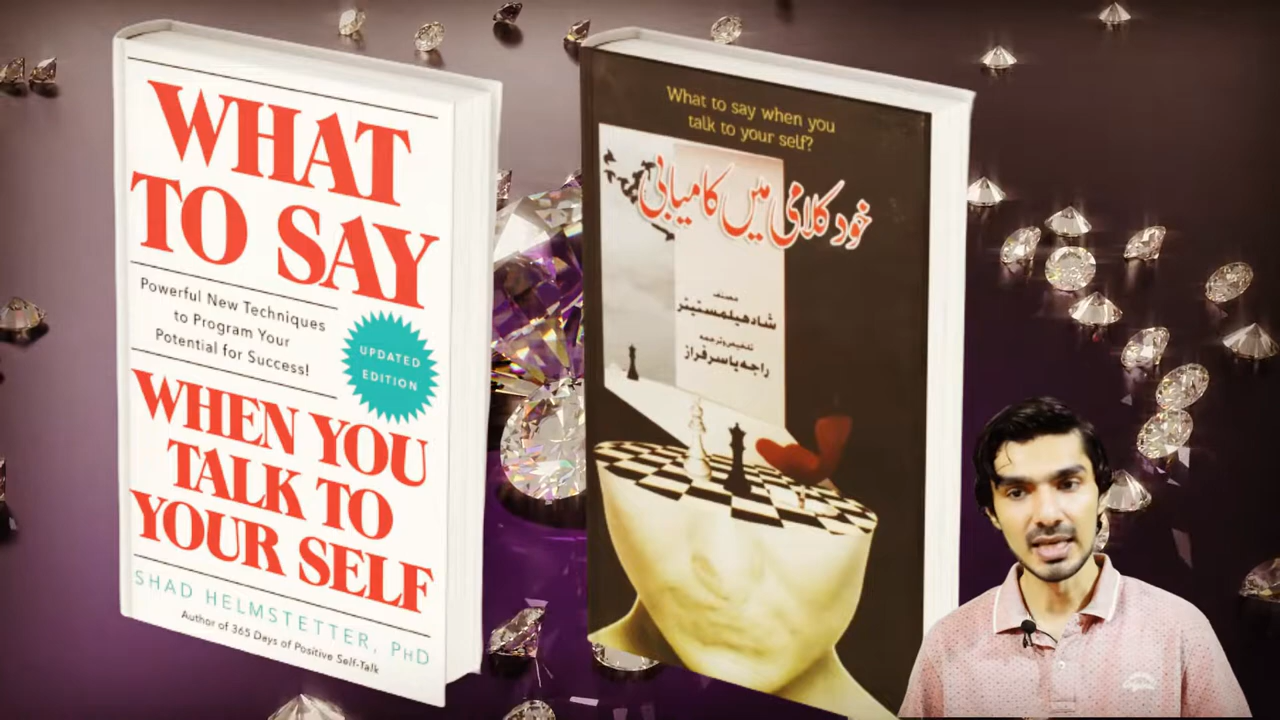 WHAT
TO SAY
Powerful New Techniques
to Program Your
Potential for Success!
UPDATED
EDITION
WHEN YOU
TALK TO
YOUR SELF
SHAD HELMSTETTER, PHD
Author of 365 Days of Positive Self-Talk
What to say when you
talk to your self?
خود کلامی میں کامیابی
مصنف
شاد هیلمسٹیٹر
تلخیص و ترجمہ
راجہ یاسر فراز